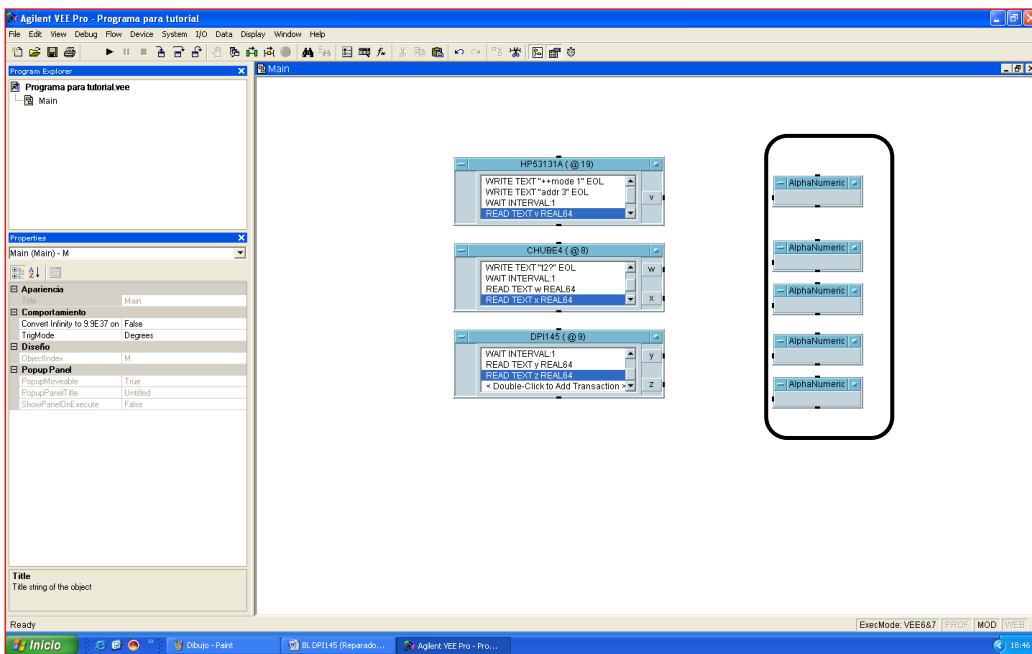 Agilent VEE Pro - Programa para tutorial
File Edit View Debug Flow Device System I/O Data Display Window Help
Program Explorer
Programa para tutorial.vee
Main
Main
HP53131A (@19)
WRITE TEXT "++mode 1" EOL
WRITE TEXT "addr 3" EOL
WAIT INTERVAL:1
READ TEXT v REAL64
v
CHUBE4 (@8)
WRITE TEXT "t2?" EOL
WAIT INTERVAL:1
READ TEXT w REAL64
READ TEXT x REAL64
w
x
DPI145 (@9)
WAIT INTERVAL:1
READ TEXT y REAL64
READ TEXT z REAL64
< Double-Click to Add Transaction >
y
z
AlphaNumeric
AlphaNumeric
AlphaNumeric
AlphaNumeric
AlphaNumeric
Properties
Main (Main) - M
Apariencia
Title Main
Comportamiento
Convert Infinity to 9.9E37 on False
TrigMode Degrees
Diseño
ObjectIndex M
Popup Panel
PopupMoveable True
PopupPanelTitle Untitled
ShowPanelOnExecute False
Title
Title string of the object
Ready
ExecMode: VEE6&7 PROF MOD WEB
Inicio
Dibujo - Paint
BL DPI145 (Reparado...
Agilent VEE Pro - Pro...
18:46